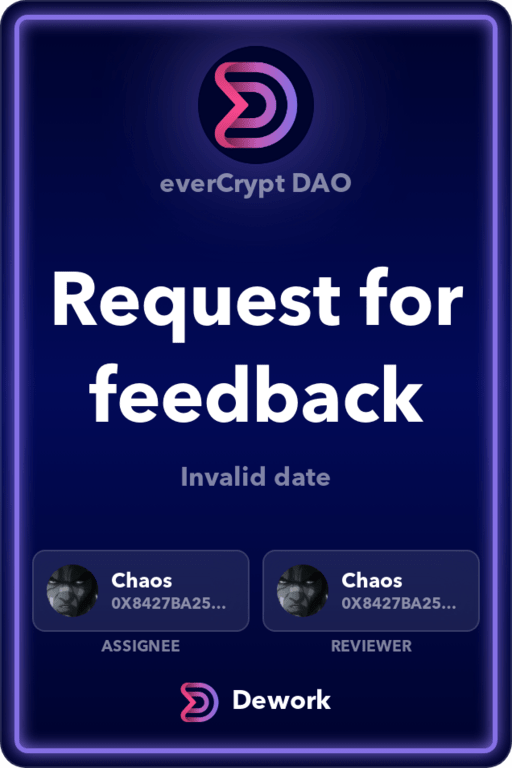 everCrypt DAO
Request for
feedback
Invalid date
Chaos
0X8427BA25...
ASSIGNEE
Chaos
0X8427BA25...
REVIEWER
Dework